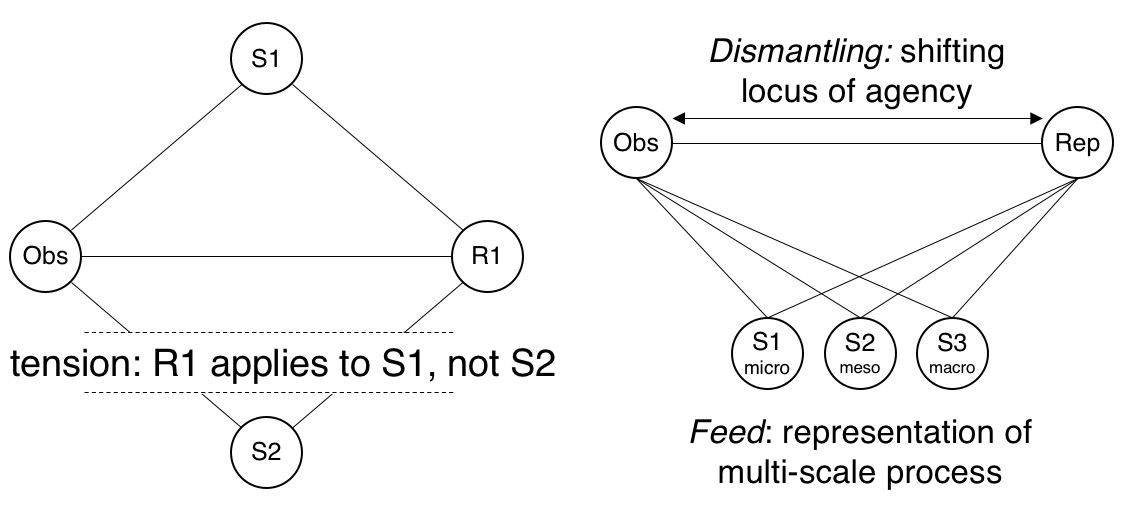 S1
Obs
R1
tension: R1 applies to S1, not S2
S2
Dismantling: shifting
locus of agency
Obs
Rep
S1
micro
S2
meso
S3
macro
Feed: representation of
multi-scale process